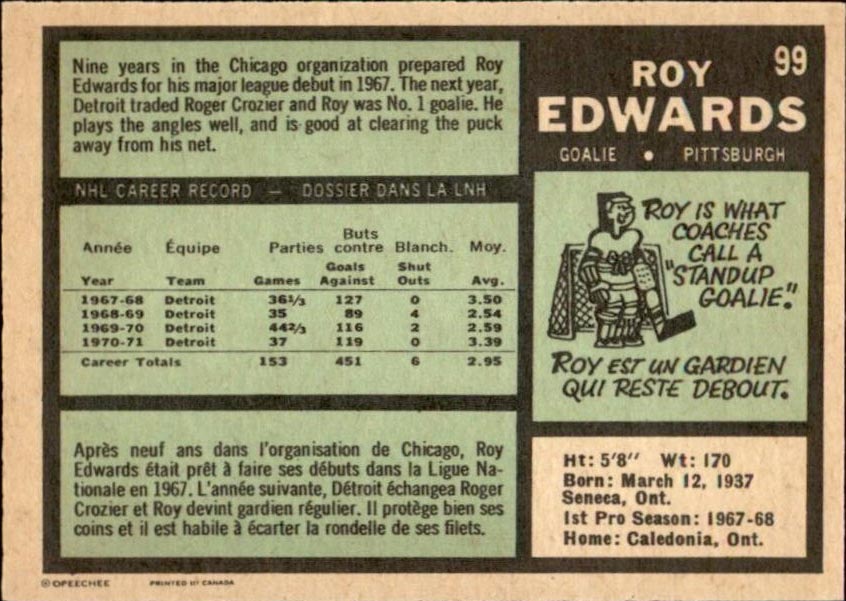 Nine years in the Chicago organization prepared Roy
Edwards for his major league debut in 1967. The next year,
Detroit traded Roger Crozier and Roy was No. 1 goalie. He
plays the angles well, and is good at clearing the puck
away from his net.
99
ROY
EDWARDS
GOALIE • PITTSBURGH
NHL CAREER RECORD — DOSSIER DANS LA LNH
Année Équipe Parties Buts contre Blanch. Moy.
Year Team Games Goals Against Shut Outs Avg.
1967-68 Detroit 36⅓ 127 0 3.50
1968-69 Detroit 35 89 4 2.54
1969-70 Detroit 44⅔ 116 2 2.59
1970-71 Detroit 37 119 0 3.39
Career Totals 153 451 6 2.95
ROY IS WHAT
COACHES
CALL A
"STANDUP
GOALIE."
ROY EST UN GARDIEN
QUI RESTE DEBOUT.
Après neuf ans dans l'organisation de Chicago, Roy
Edwards était prêt à faire ses débuts dans la Ligue Na-
tionale en 1967. L'année suivante, Détroit échangea Roger
Crozier et Roy devint gardien régulier. Il protège bien ses
coins et il est habile à écarter la rondelle de ses filets.
Ht: 5'8" Wt: 170
Born: March 12, 1937
Seneca, Ont.
1st Pro Season: 1967-68
Home: Caledonia, Ont.
© OPEECHEE PRINTED IN CANADA